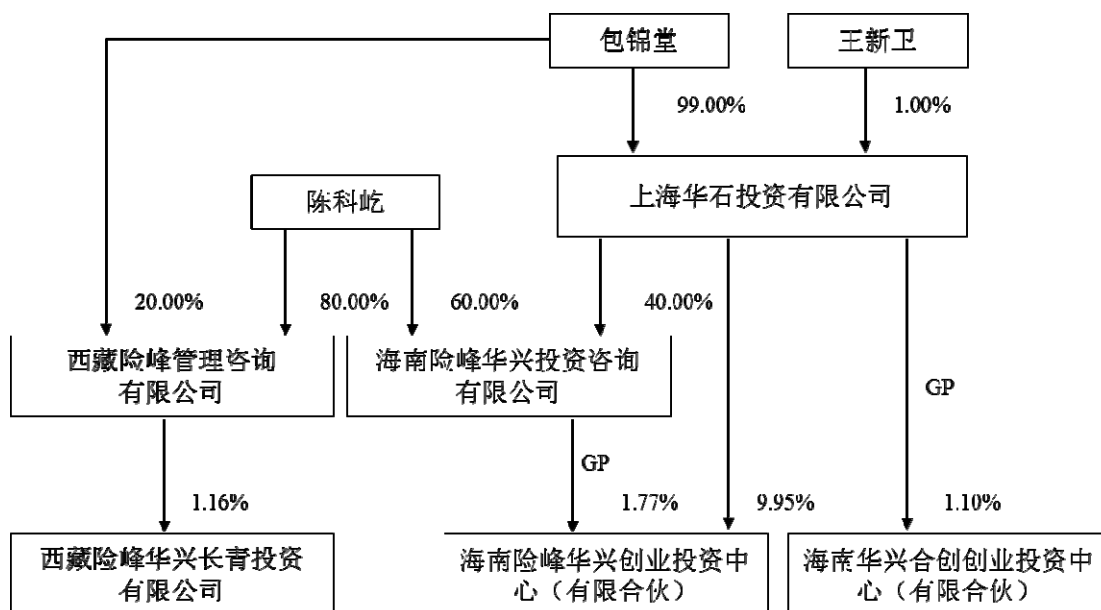 包锦堂
王新卫
99.00%
1.00%
陈科屹
上海华石投资有限公司
20.00%
80.00%
60.00%
40.00%
西藏险峰管理咨询
有限公司
海南险峰华兴投资咨询
有限公司
GP
GP
1.16%
1.77%
9.95%
1.10%
西藏险峰华兴长青投资
有限公司
海南险峰华兴创业投资中
心（有限合伙）
海南华兴合创创业投资中
心（有限合伙）